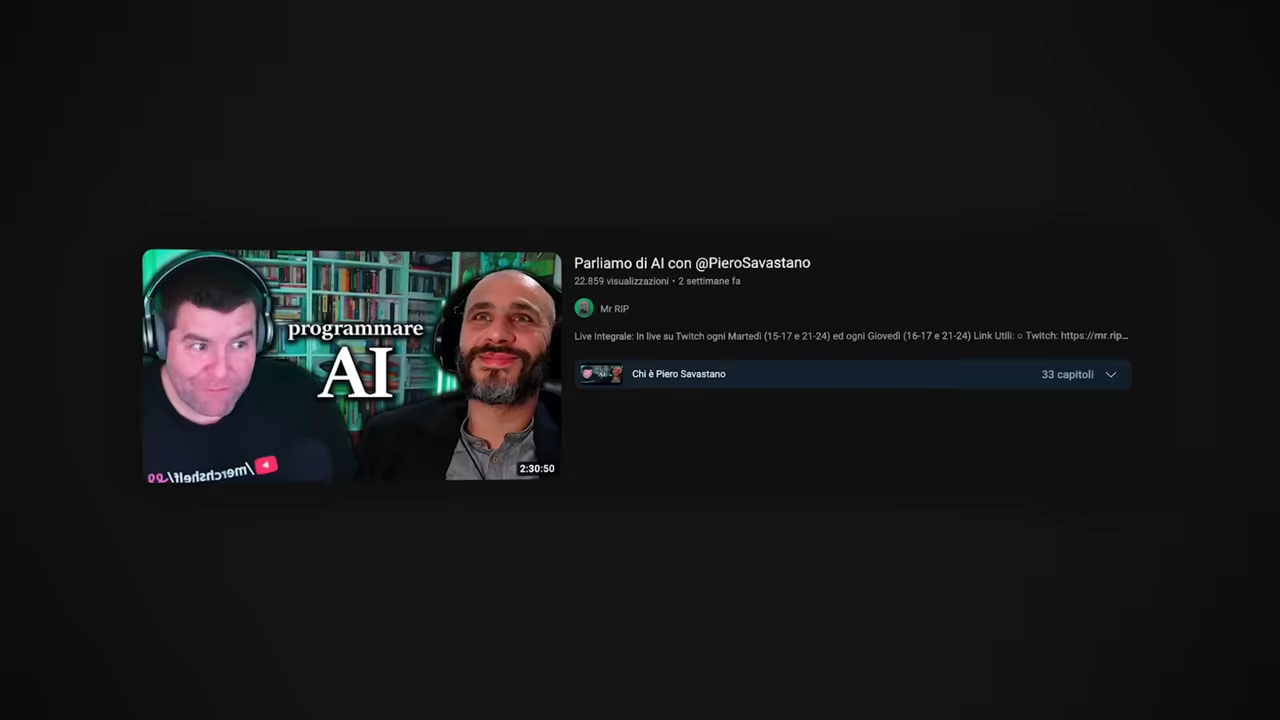 programmare
AI
/merchshelf/
2:30:50
Parliamo di AI con @PieroSavastano
22.859 visualizzazioni • 2 settimane fa
Mr RIP
Live Integrale: In live su Twitch ogni Martedì (15-17 e 21-24) ed ogni Giovedì (16-17 e 21-24) Link Utili: ○ Twitch: https://mr.rip...
Chi è Piero Savastano
33 capitoli